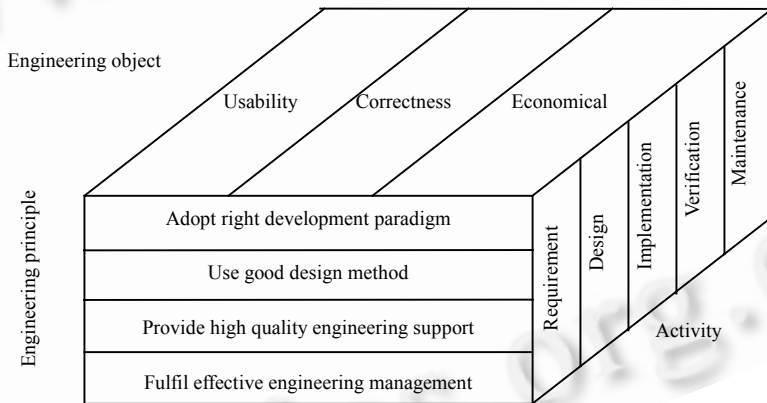 Engineering object
Usability
Correctness
Economical
Engineering principle
Adopt right development paradigm
Use good design method
Provide high quality engineering support
Fulfil effective engineering management
Requirement
Design
Implementation
Verification
Maintenance
Activity